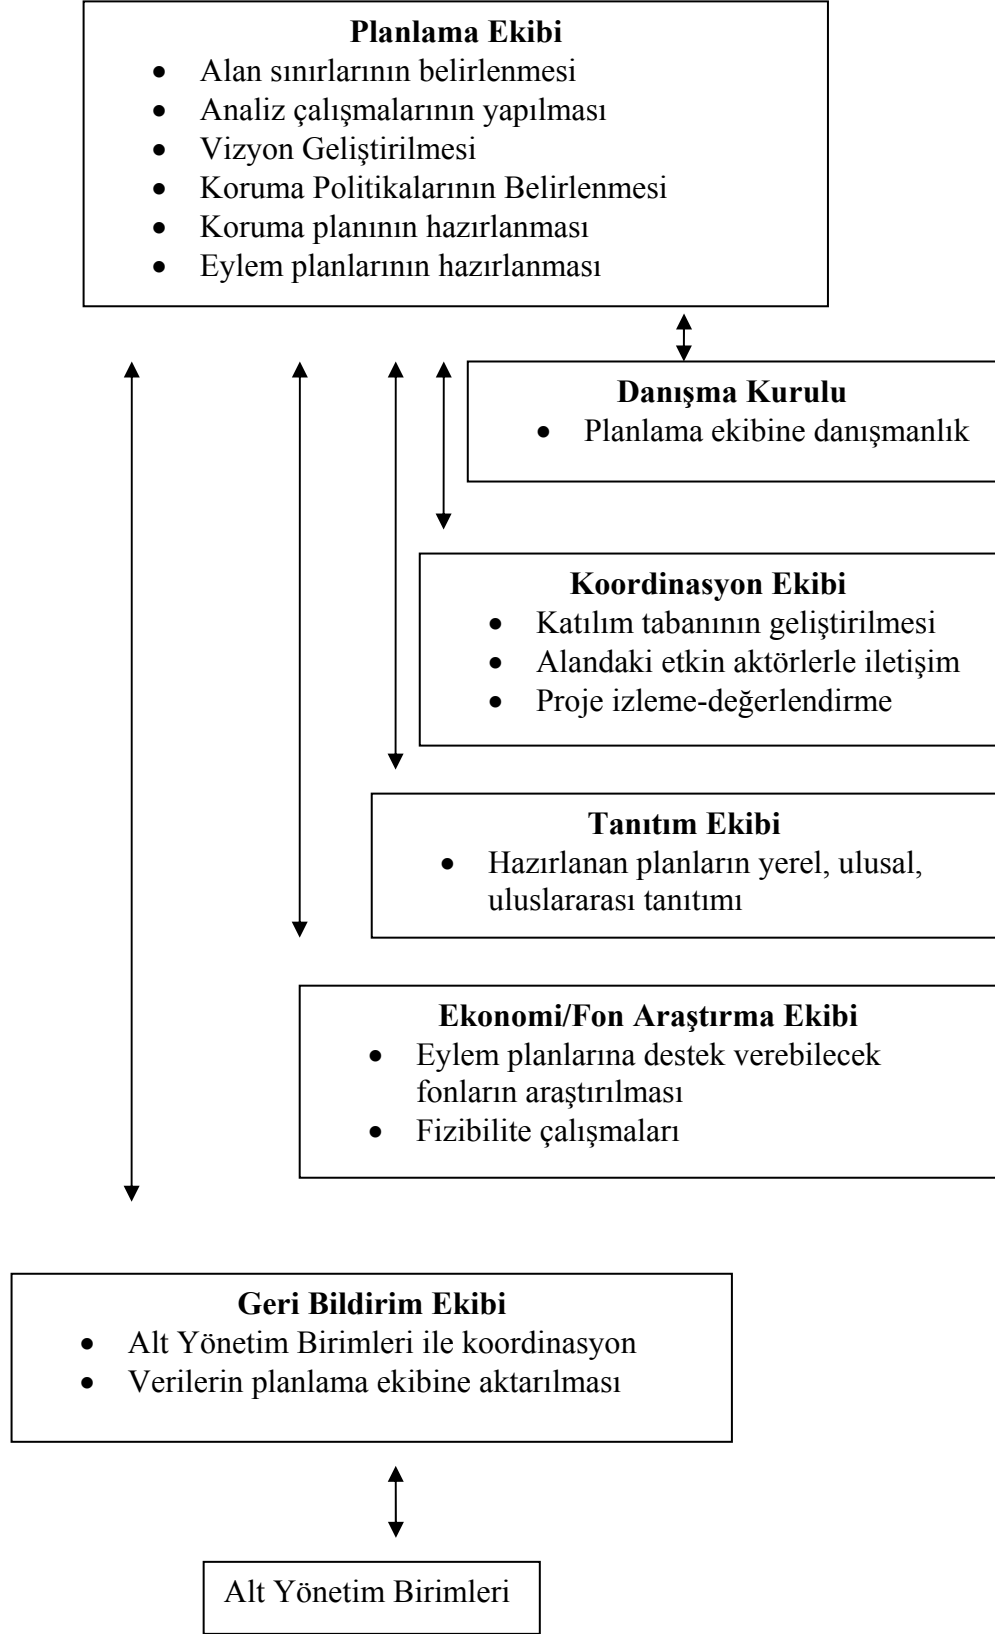 Planlama Ekibi
• Alan sınırlarının belirlenmesi
• Analiz çalışmalarının yapılması
• Vizyon Geliştirilmesi
• Koruma Politikalarının Belirlenmesi
• Koruma planının hazırlanması
• Eylem planlarının hazırlanması
Danışma Kurulu
• Planlama ekibine danışmanlık
Koordinasyon Ekibi
• Katılım tabanının geliştirilmesi
• Alandaki etkin aktörlerle iletişim
• Proje izleme-değerlendirme
Tanıtım Ekibi
• Hazırlanan planların yerel, ulusal,
uluslararası tanıtımı
Ekonomi/Fon Araştırma Ekibi
• Eylem planlarına destek verebilecek
fonların araştırılması
• Fizibilite çalışmaları
Geri Bildirim Ekibi
• Alt Yönetim Birimleri ile koordinasyon
• Verilerin planlama ekibine aktarılması
Alt Yönetim Birimleri